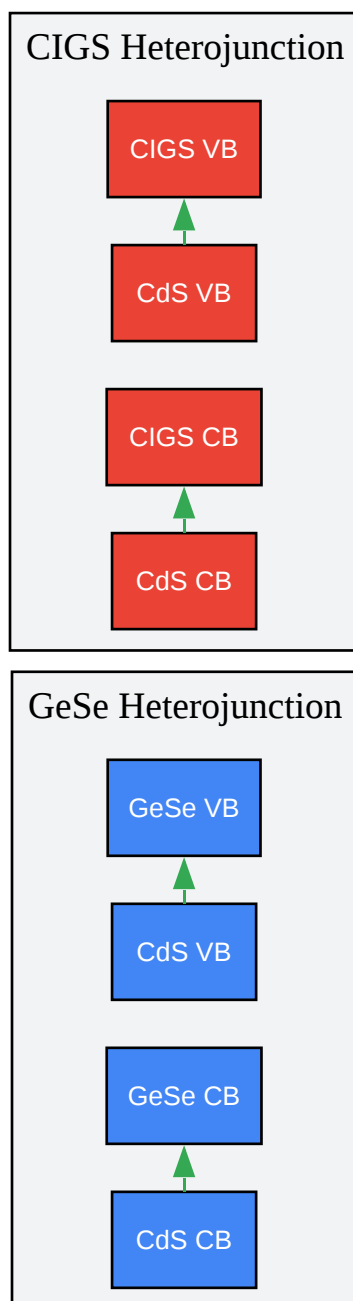 CIGS Heterojunction
CIGS VB
CdS VB
CIGS CB
CdS CB
GeSe Heterojunction
GeSe VB
CdS VB
GeSe CB
CdS CB